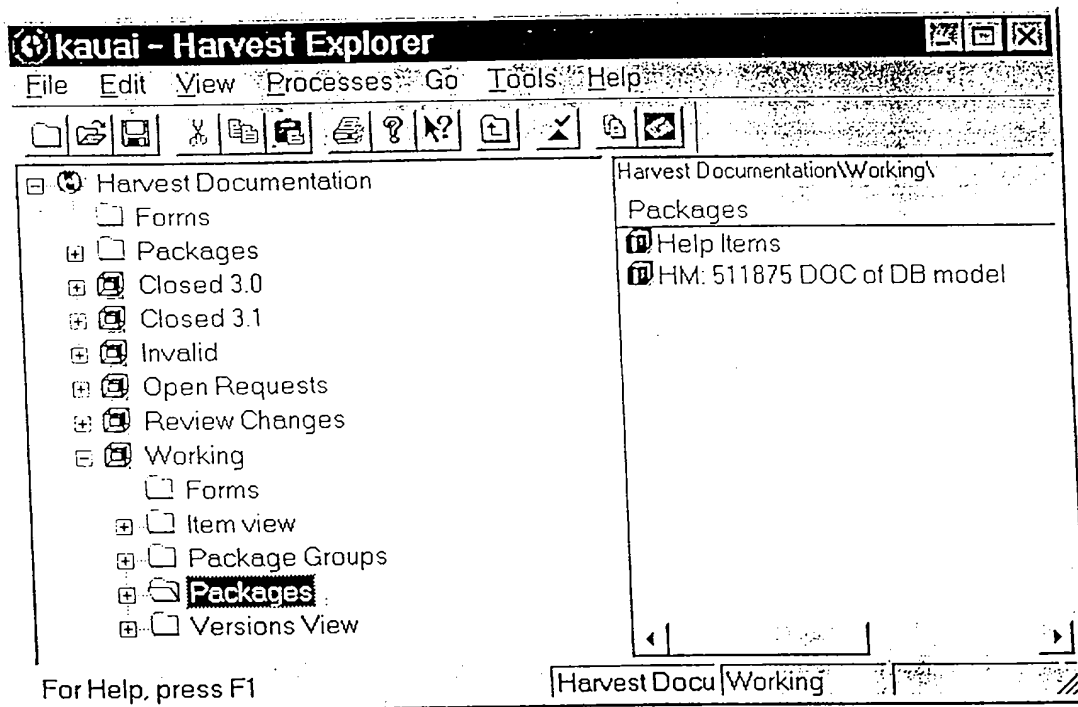 kauai - Harvest Explorer
File Edit View Processes Go Tools Help
Harvest Documentation
Forms
Packages
Closed 3.0
Closed 3.1
Invalid
Open Requests
Review Changes
Working
Forms
Item view
Package Groups
Packages
Versions View
Harvest Documentation\Working\
Packages
Help Items
HM: 511875 DOC of DB model
For Help, press F1
Harvest Docu Working